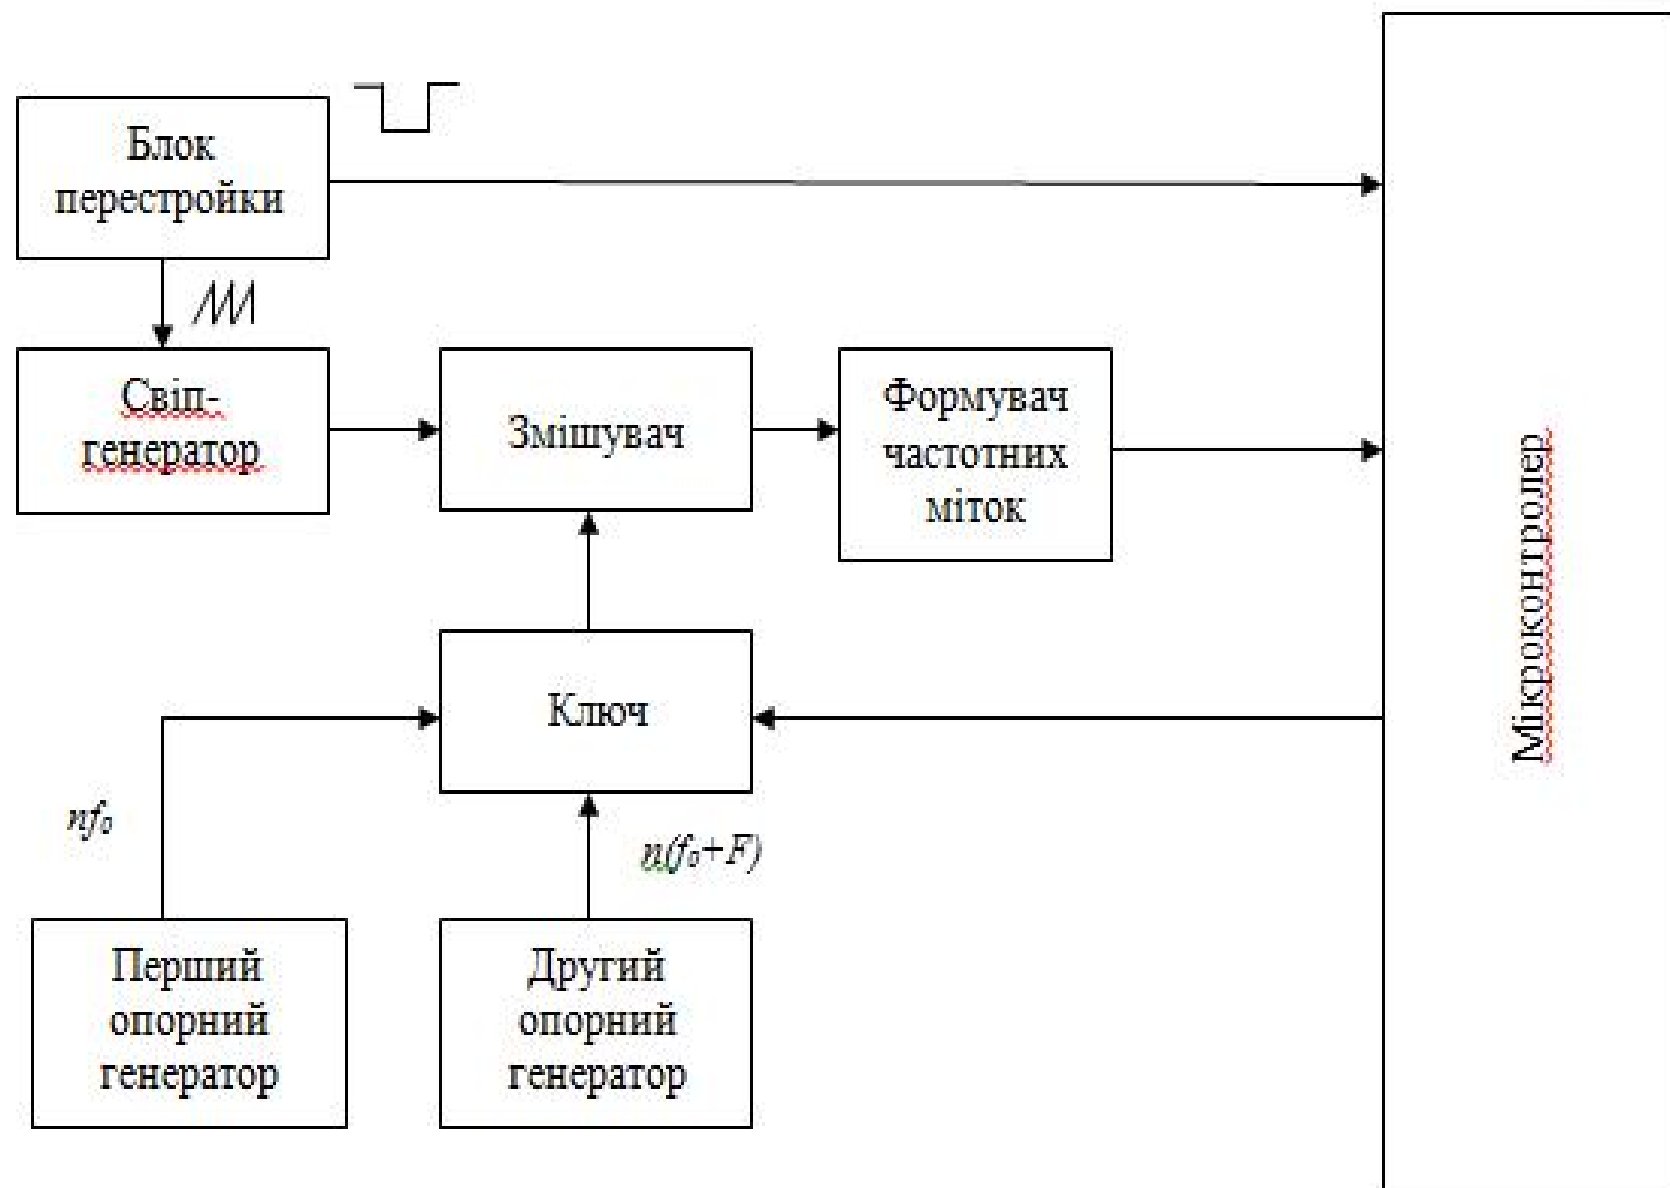 Блок
перестройки
Свіп-
генератор
Змішувач
Формувач
частотних
міток
Мікроконтролер
Ключ
nf₀
n(f₀+F)
Перший
опорний
генератор
Другий
опорний
генератор